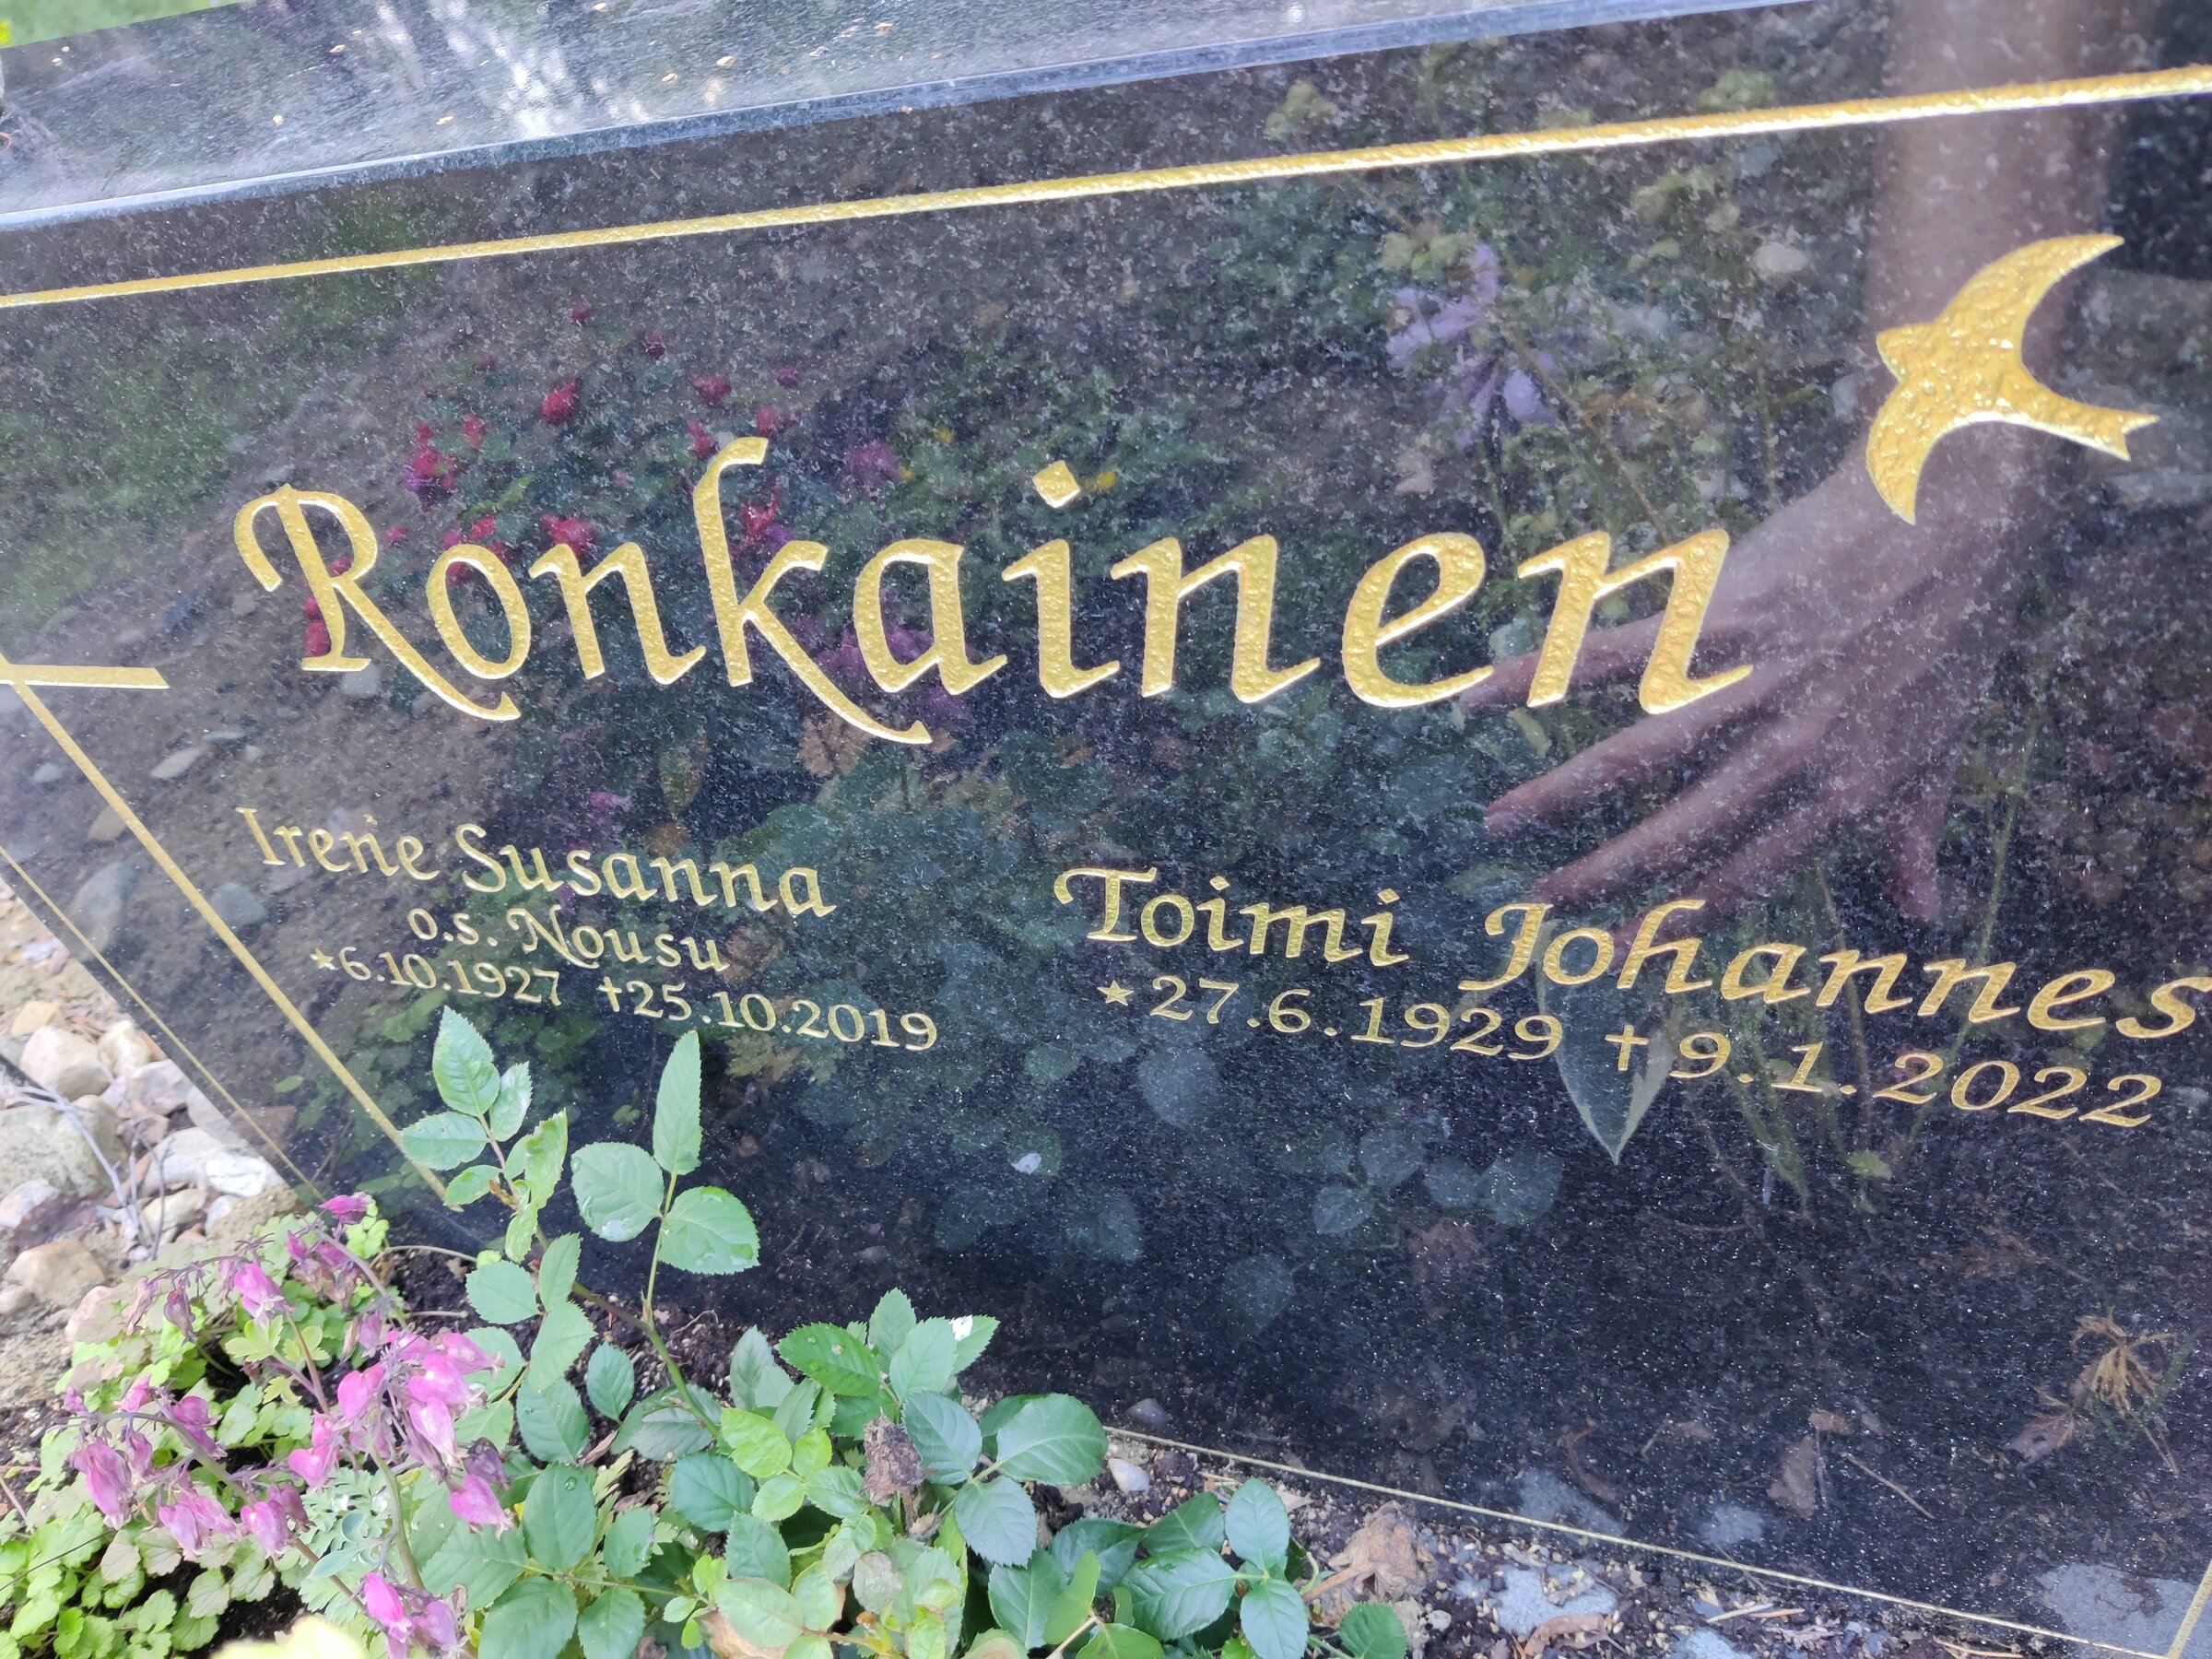 Ronkainen
Irene Susanna
o.s. Nousu
*6.10.1927 †25.10.2019
Toimi Johannes
*27.6.1929 †9.1.2022